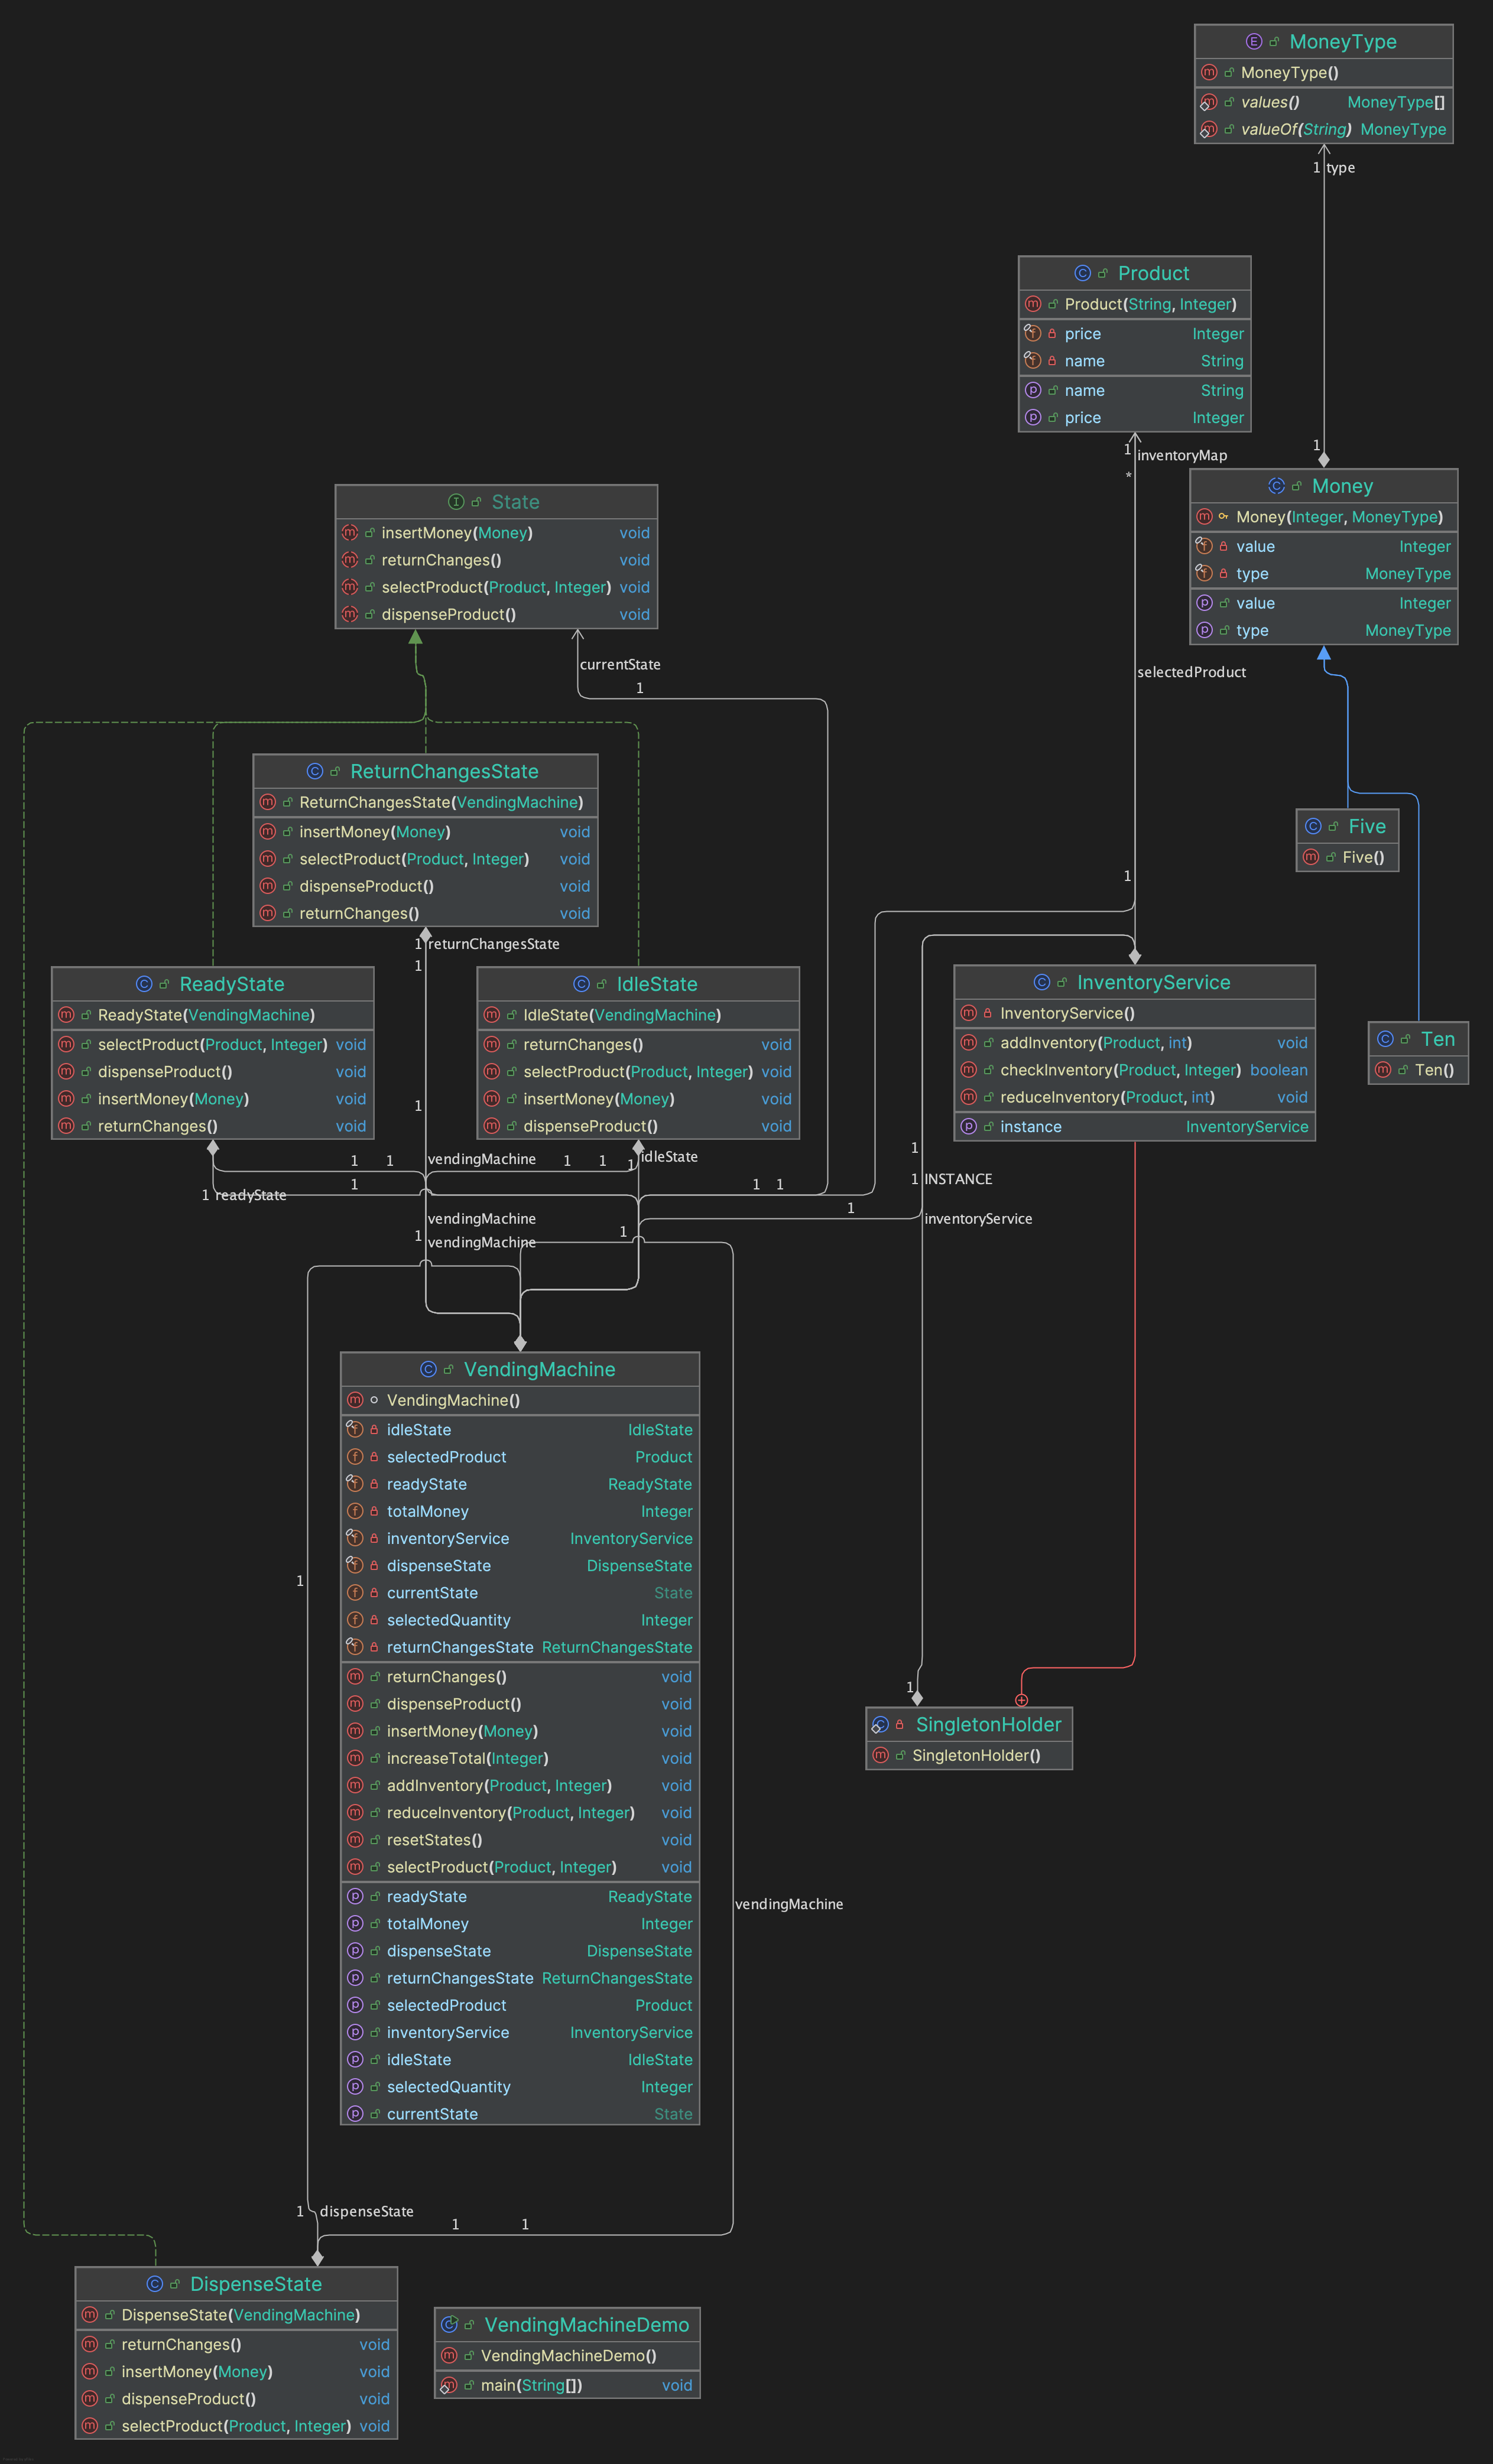 MoneyType
MoneyType()
values() MoneyType[]
valueOf(String) MoneyType
1 type
Product
Product(String, Integer)
price Integer
name String
name String
price Integer
1 inventoryMap
*
1
Money
Money(Integer, MoneyType)
value Integer
type MoneyType
value Integer
type MoneyType
State
insertMoney(Money) void
returnChanges() void
selectProduct(Product, Integer) void
dispenseProduct() void
currentState
1
selectedProduct
ReturnChangesState
ReturnChangesState(VendingMachine)
insertMoney(Money) void
selectProduct(Product, Integer) void
dispenseProduct() void
returnChanges() void
1 returnChangesState
1
Five
Five()
1
ReadyState
ReadyState(VendingMachine)
selectProduct(Product, Integer) void
dispenseProduct() void
insertMoney(Money) void
returnChanges() void
IdleState
IdleState(VendingMachine)
returnChanges() void
selectProduct(Product, Integer) void
insertMoney(Money) void
dispenseProduct() void
InventoryService
InventoryService()
addInventory(Product, int) void
checkInventory(Product, Integer) boolean
reduceInventory(Product, int) void
instance InventoryService
Ten
Ten()
1
1
1 1 vendingMachine 1 1 1 idleState
1 readyState 1 1 1
1 INSTANCE
1
vendingMachine inventoryService
1 vendingMachine 1
VendingMachine
VendingMachine()
idleState IdleState
selectedProduct Product
readyState ReadyState
totalMoney Integer
inventoryService InventoryService
dispenseState DispenseState
currentState State
selectedQuantity Integer
returnChangesState ReturnChangesState
returnChanges() void
dispenseProduct() void
insertMoney(Money) void
increaseTotal(Integer) void
addInventory(Product, Integer) void
reduceInventory(Product, Integer) void
resetStates() void
selectProduct(Product, Integer) void
readyState ReadyState
totalMoney Integer
dispenseState DispenseState
returnChangesState ReturnChangesState
selectedProduct Product
inventoryService InventoryService
idleState IdleState
selectedQuantity Integer
currentState State
1
1
SingletonHolder
SingletonHolder()
vendingMachine
1 dispenseState
1 1
DispenseState
DispenseState(VendingMachine)
returnChanges() void
insertMoney(Money) void
dispenseProduct() void
selectProduct(Product, Integer) void
VendingMachineDemo
VendingMachineDemo()
main(String[]) void